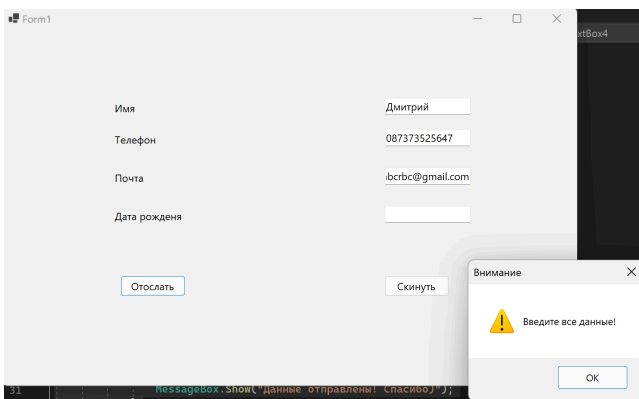 Form1
xtBox4
Имя
Дмитрий
Телефон
087373525647
Почта
bcrbc@gmail.com
Дата рожденя
Отослать
Скинуть
Внимание
Введите все данные!
OK
31
MessageBox.Show("Данные отправлены! Спасибо)");